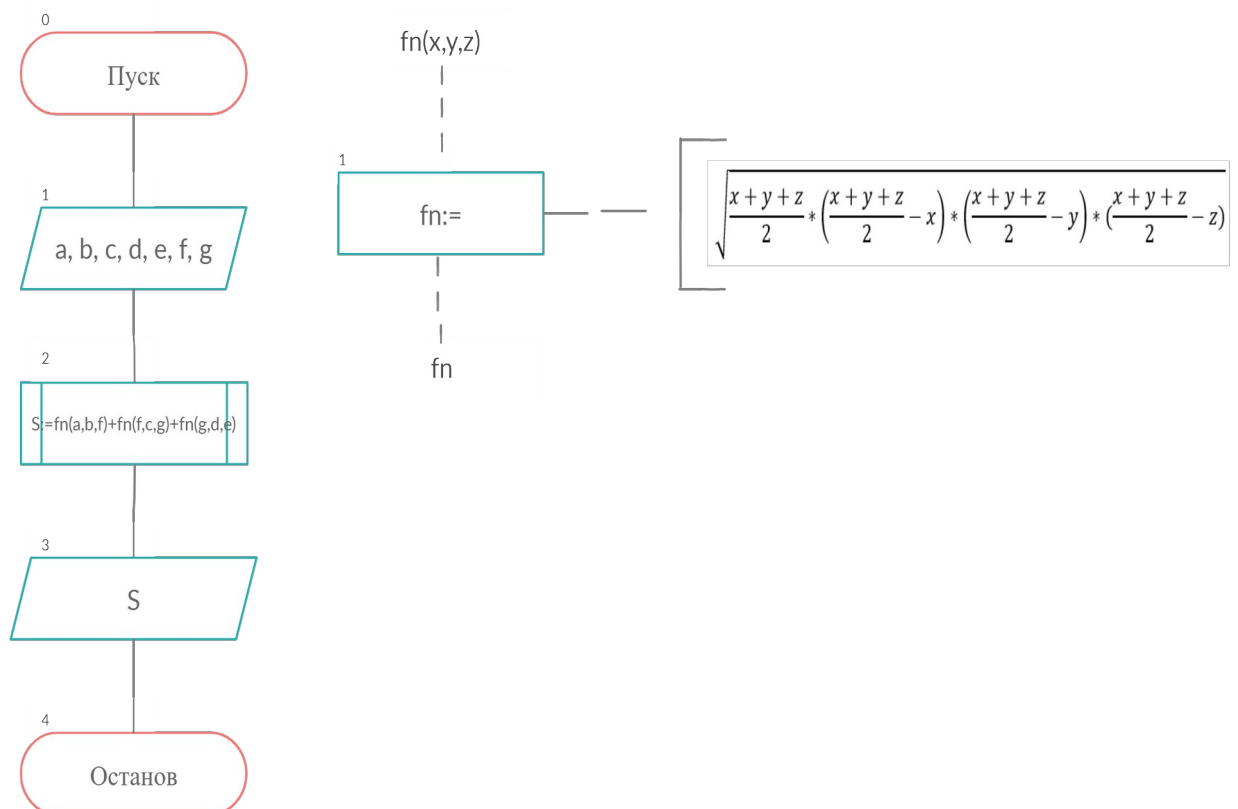 0
Пуск
1
a, b, c, d, e, f, g
2
S:=fn(a,b,f)+fn(f,c,g)+fn(g,d,e)
3
S
4
Останов
fn(x,y,z)
1
fn:=
√(x + y + z / 2 * (x + y + z / 2 − x) * (x + y + z / 2 − y) * (x + y + z / 2 − z))
fn